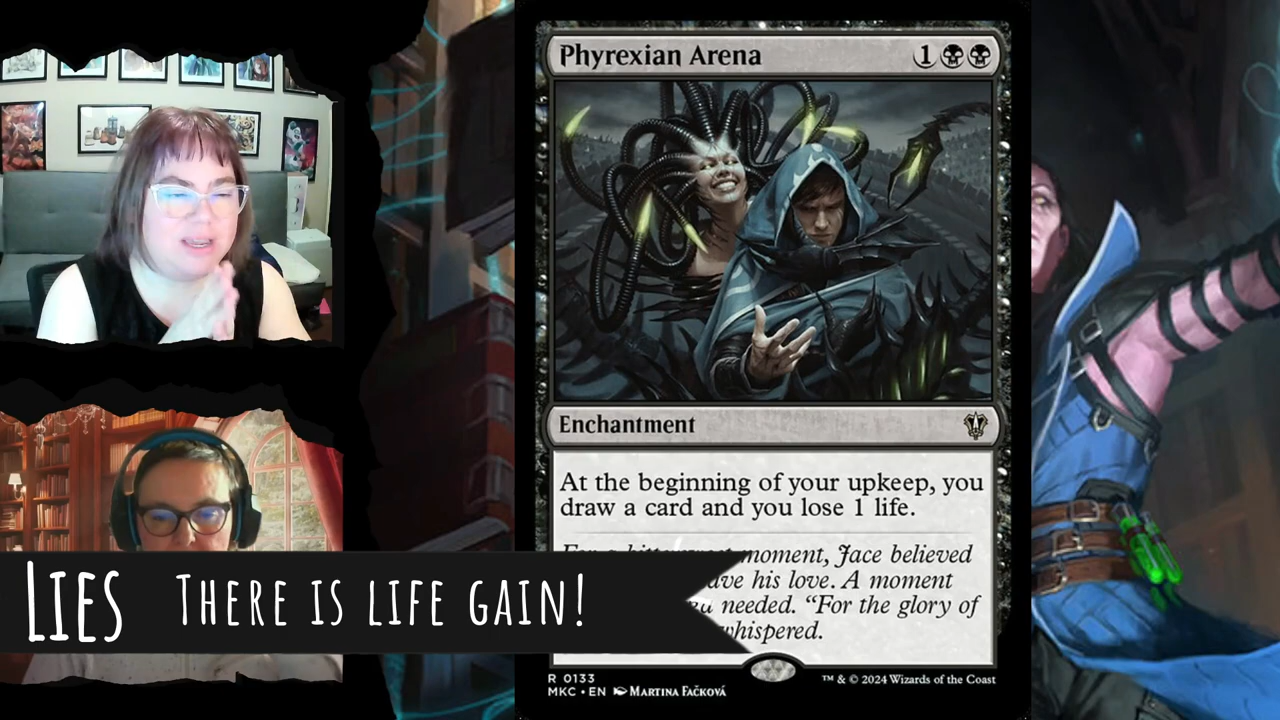 Phyrexian Arena 1
Enchantment
At the beginning of your upkeep, you
draw a card and you lose 1 life.
moment, Jace believed
his love. A moment
needed. "For the glory of
whispered.
LIES THERE IS LIFE GAIN!
R 0133
MKC • EN MARTINA FAČKOVÁ
™ & © 2024 Wizards of the Coast